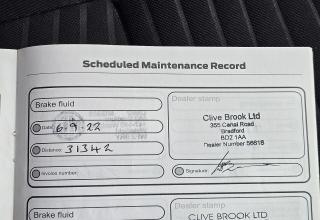 Scheduled Maintenance Record
Brake fluid
Dealer stamp
Date: 6.9.22
Clive Brook Ltd
355 Canal Road
Bradford
BD2 1AA
Dealer Number 56618
Distance: 31342
Invoice number:
Signature:
Brake fluid
Dealer stamp
CLIVE BROOK LTD